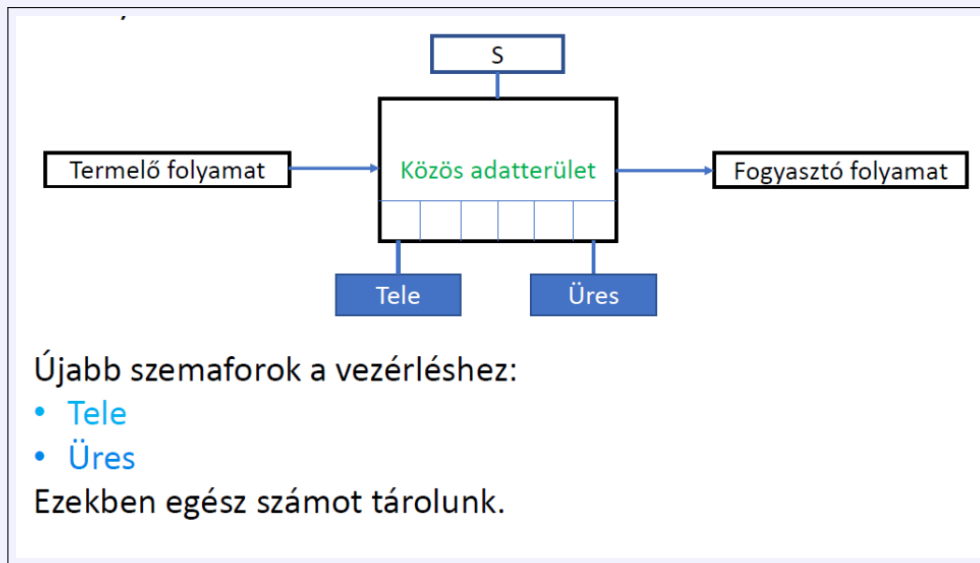 S
Termelő folyamat
Közös adatterület
Fogyasztó folyamat
Tele
Üres
Újabb szemaforok a vezérléshez:
• Tele
• Üres
Ezekben egész számot tárolunk.